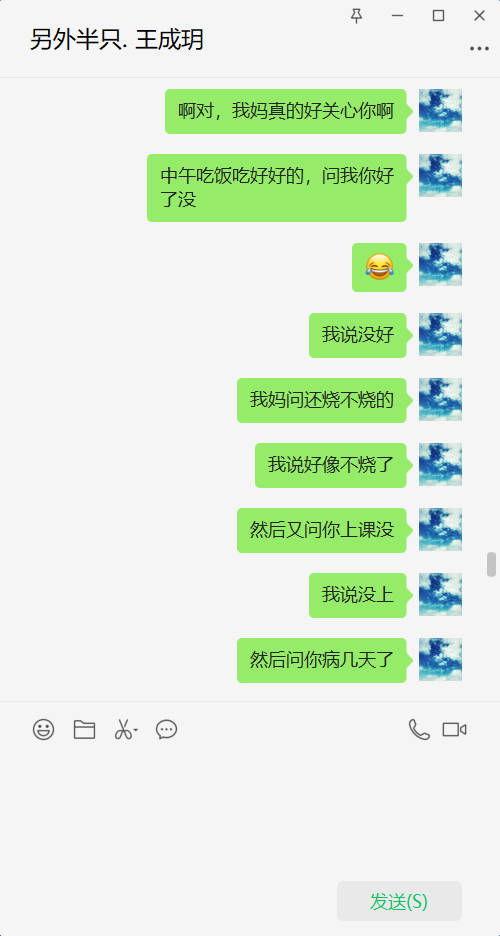 另外半只. 王成玥
啊对，我妈真的好关心你啊
中午吃饭吃好好的，问我你好
了没
我说没好
我妈问还烧不烧的
我说好像不烧了
然后又问你上课没
我说没上
然后问你病几天了
发送(S)